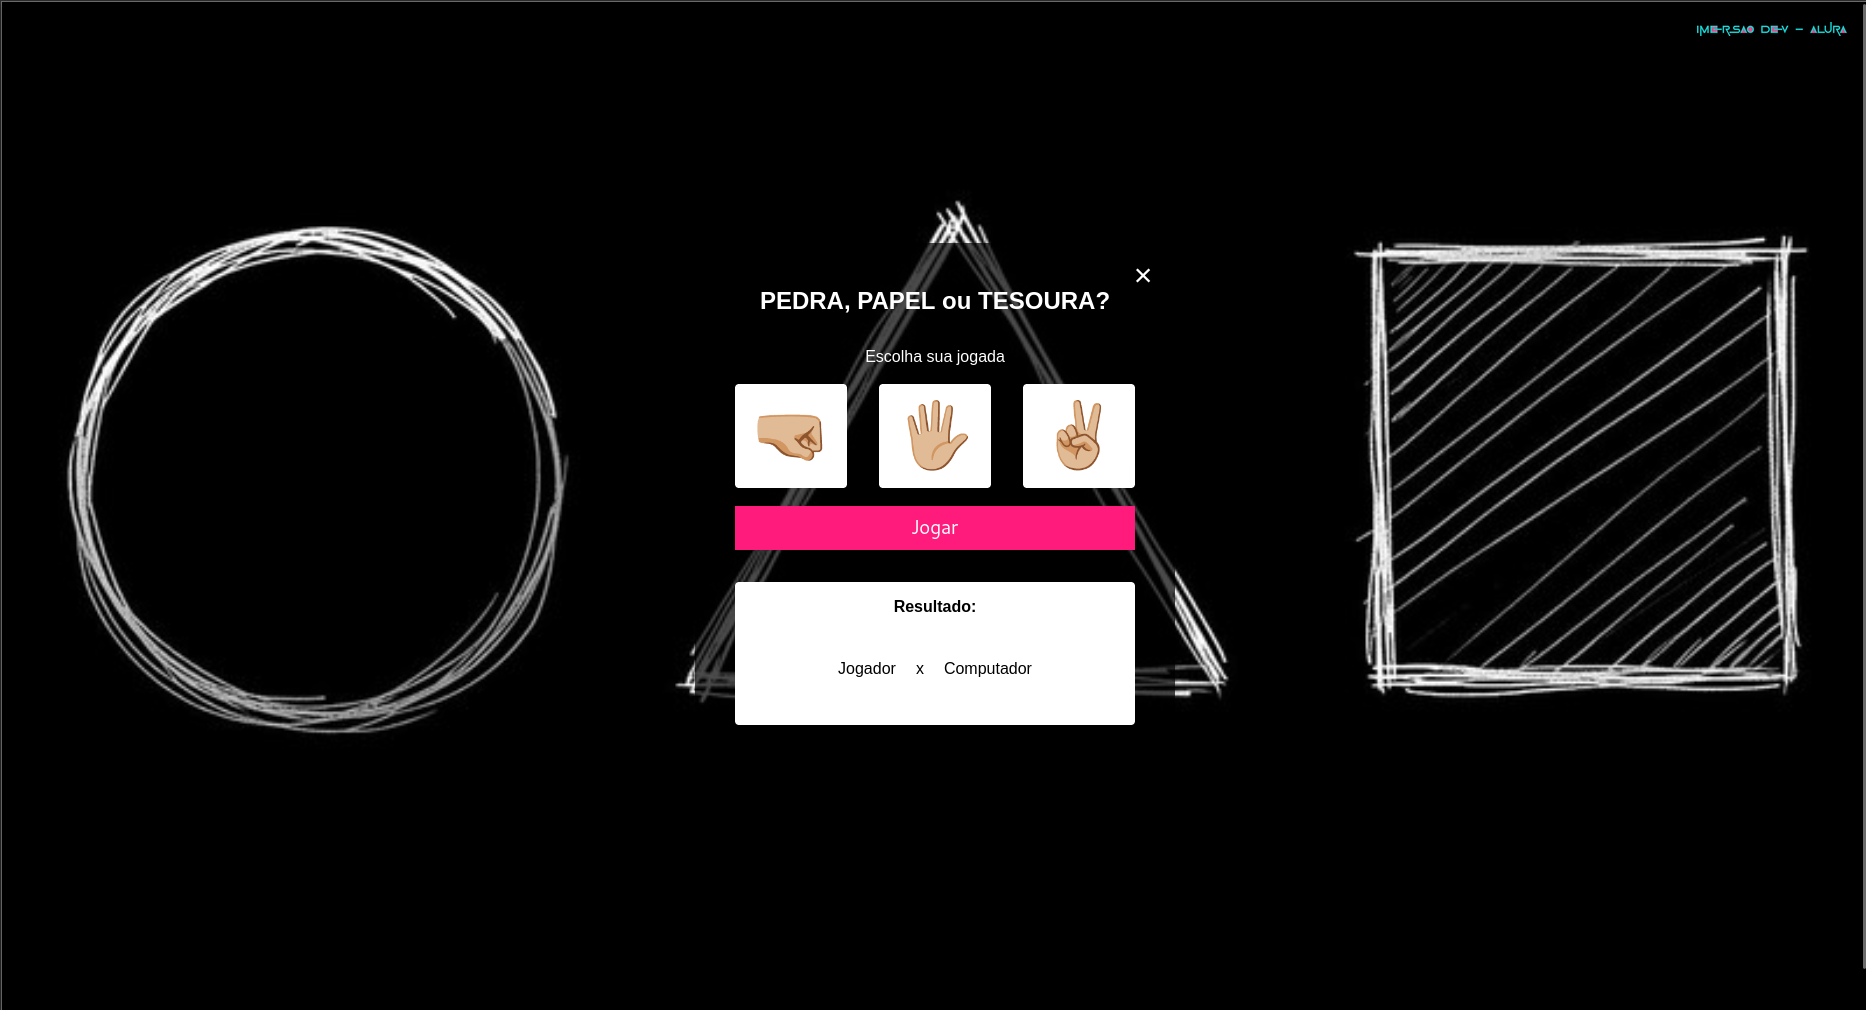 IMERSAO DEV - ALURA
PEDRA, PAPEL ou TESOURA?
Escolha sua jogada
Jogar
Resultado:
Jogador x Computador